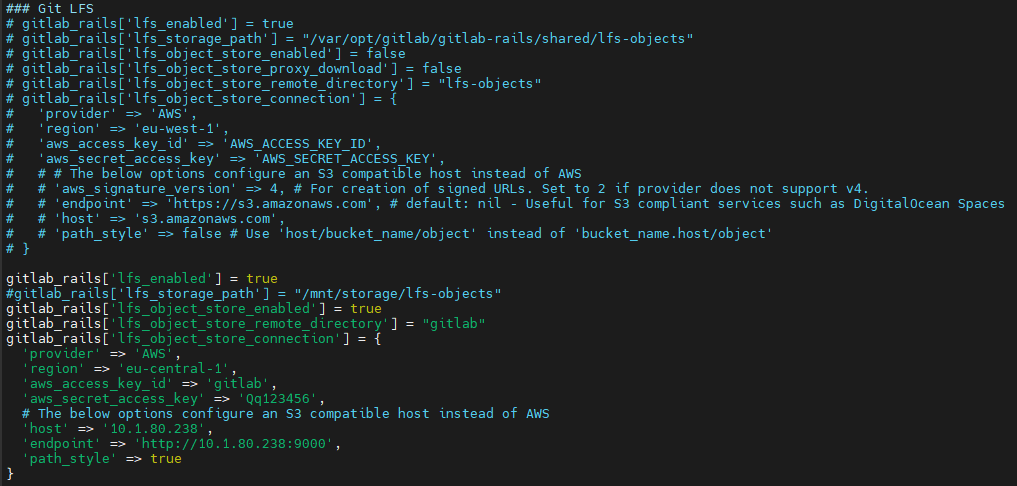 ### Git LFS
# gitlab_rails['lfs_enabled'] = true
# gitlab_rails['lfs_storage_path'] = "/var/opt/gitlab/gitlab-rails/shared/lfs-objects"
# gitlab_rails['lfs_object_store_enabled'] = false
# gitlab_rails['lfs_object_store_proxy_download'] = false
# gitlab_rails['lfs_object_store_remote_directory'] = "lfs-objects"
# gitlab_rails['lfs_object_store_connection'] = {
#   'provider' => 'AWS',
#   'region' => 'eu-west-1',
#   'aws_access_key_id' => 'AWS_ACCESS_KEY_ID',
#   'aws_secret_access_key' => 'AWS_SECRET_ACCESS_KEY',
#   # # The below options configure an S3 compatible host instead of AWS
#   # 'aws_signature_version' => 4, # For creation of signed URLs. Set to 2 if provider does not support v4.
#   # 'endpoint' => 'https://s3.amazonaws.com', # default: nil - Useful for S3 compliant services such as DigitalOcean Spaces
#   # 'host' => 's3.amazonaws.com',
#   # 'path_style' => false # Use 'host/bucket_name/object' instead of 'bucket_name.host/object'
# }
gitlab_rails['lfs_enabled'] = true
#gitlab_rails['lfs_storage_path'] = "/mnt/storage/lfs-objects"
gitlab_rails['lfs_object_store_enabled'] = true
gitlab_rails['lfs_object_store_remote_directory'] = "gitlab"
gitlab_rails['lfs_object_store_connection'] = {
  'provider' => 'AWS',
  'region' => 'eu-central-1',
  'aws_access_key_id' => 'gitlab',
  'aws_secret_access_key' => 'Qq123456',
  # The below options configure an S3 compatible host instead of AWS
  'host' => '10.1.80.238',
  'endpoint' => 'http://10.1.80.238:9000',
  'path_style' => true
}